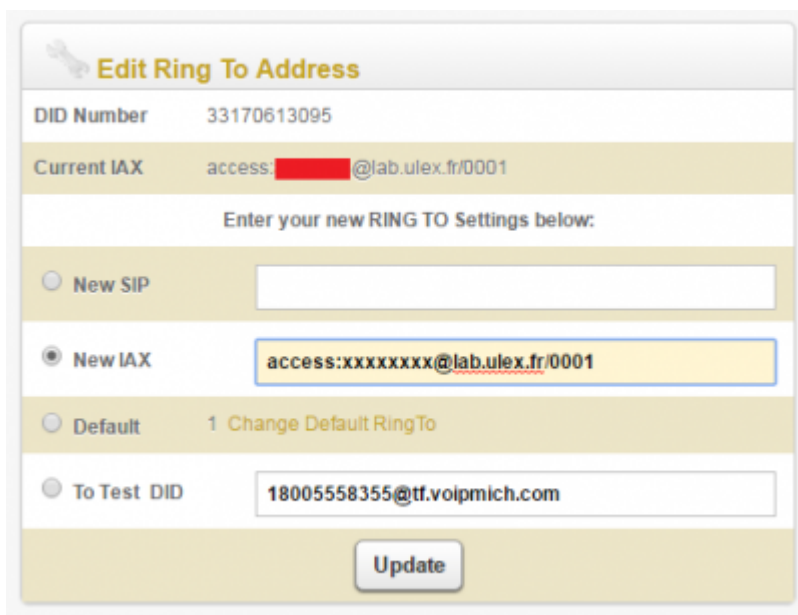 Edit Ring To Address
DID Number 33170613095
Current IAX access: @lab.ulex.fr/0001
Enter your new RING TO Settings below:
New SIP
New IAX access:xxxxxxxx@lab.ulex.fr/0001
Default 1 Change Default RingTo
To Test DID 18005558355@tf.voipmich.com
Update